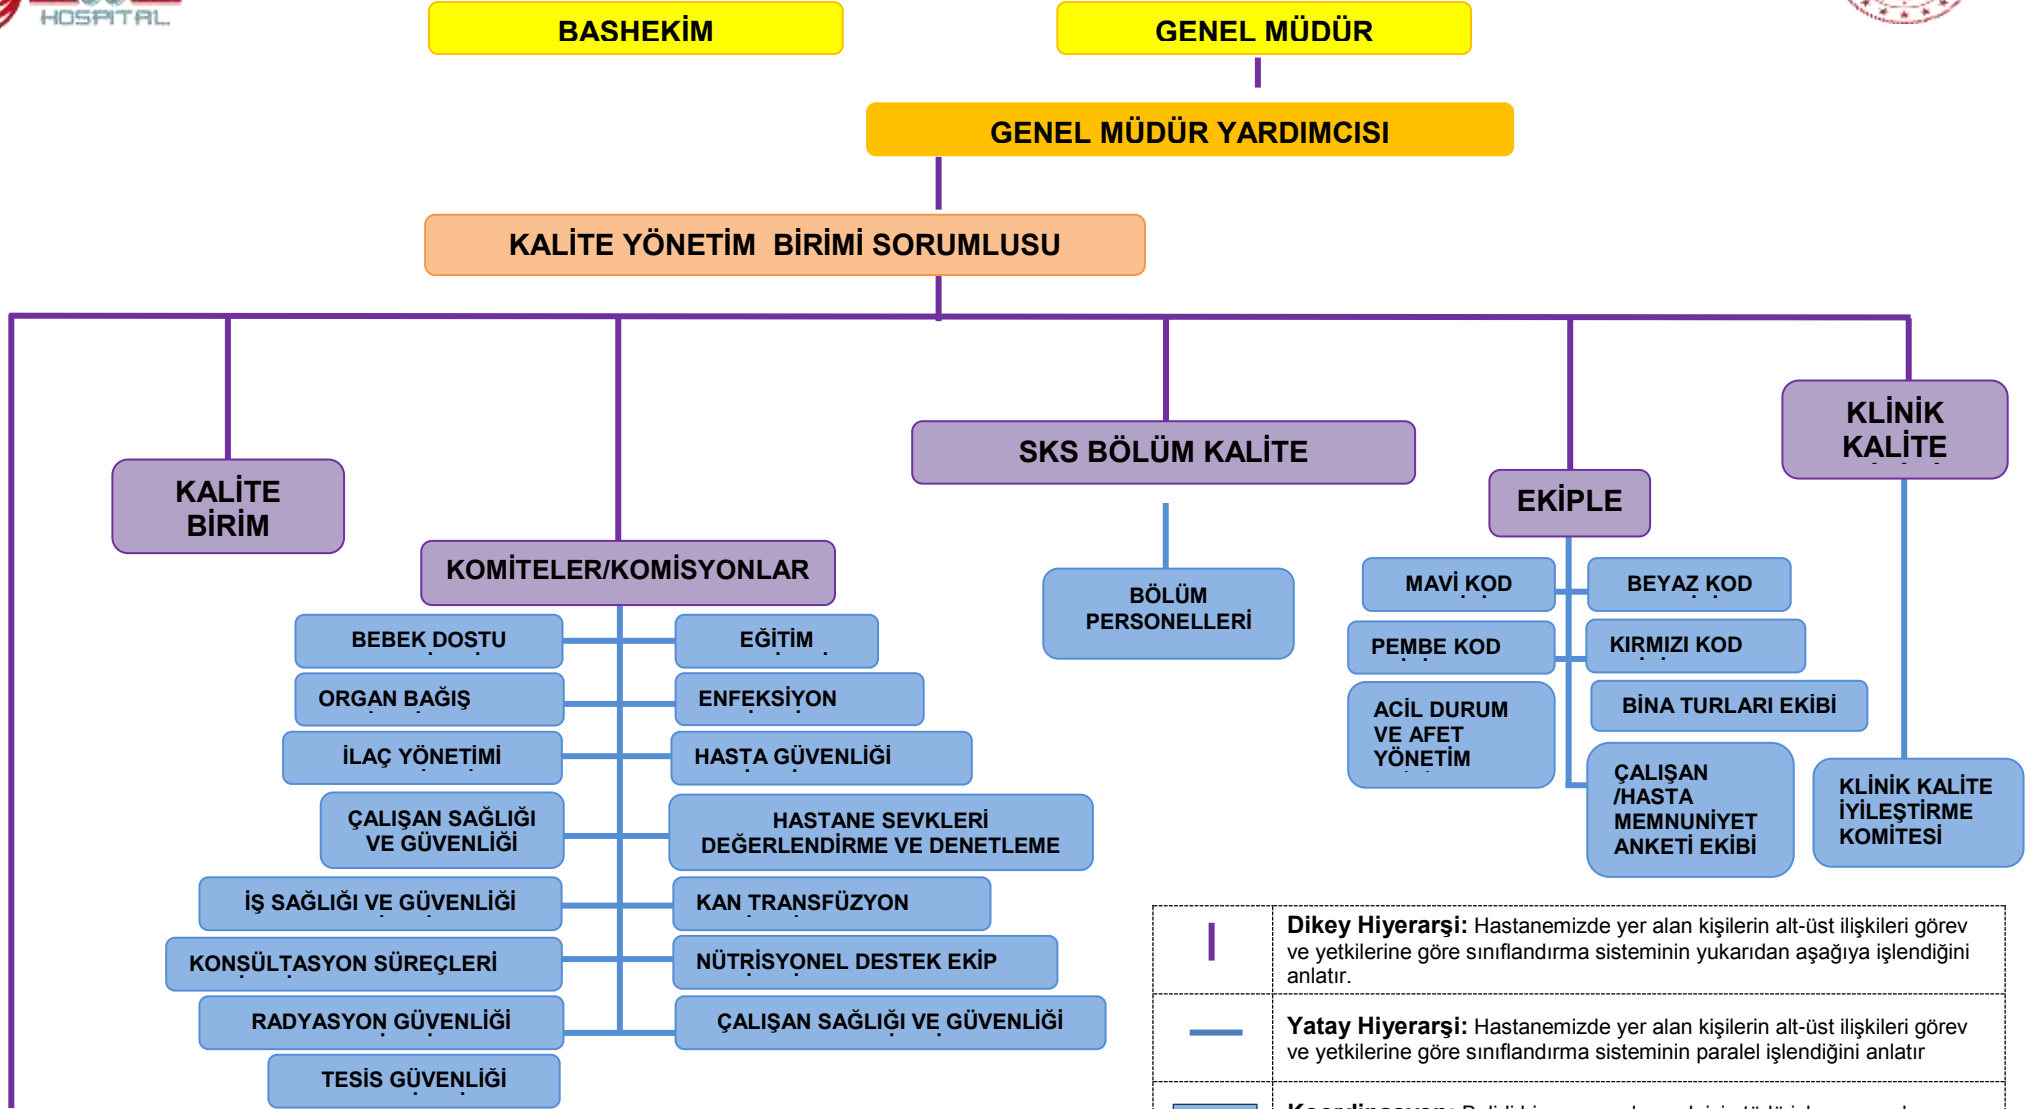 HOSPITAL
BASHEKİM
GENEL MÜDÜR
GENEL MÜDÜR YARDIMCISI
KALİTE YÖNETİM BİRİMİ SORUMLUSU
KALİTE
BİRİM
KOMİTELER/KOMİSYONLAR
BEBEK DOSTU
EĞİTİM
ORGAN BAĞIŞ
ENFEKSİYON
İLAÇ YÖNETİMİ
HASTA GÜVENLİĞİ
ÇALIŞAN SAĞLIĞI
VE GÜVENLİĞİ
HASTANE SEVKLERİ
DEĞERLENDİRME VE DENETLEME
İŞ SAĞLIĞI VE GÜVENLİĞİ
KAN TRANSFÜZYON
KONSÜLTASYON SÜREÇLERİ
NÜTRİSYONEL DESTEK EKİP
RADYASYON GÜVENLİĞİ
ÇALIŞAN SAĞLIĞI VE GÜVENLİĞİ
TESİS GÜVENLİĞİ
SKS BÖLÜM KALİTE
BÖLÜM
PERSONELLERİ
EKİPLE
MAVİ KOD
BEYAZ KOD
PEMBE KOD
KIRMIZI KOD
ACİL DURUM
VE AFET
YÖNETİM
BİNA TURLARI EKİBİ
ÇALIŞAN
/HASTA
MEMNUNİYET
ANKETİ EKİBİ
KLİNİK
KALİTE
KLİNİK KALİTE
İYİLEŞTİRME
KOMİTESİ
Dikey Hiyerarşi: Hastanemizde yer alan kişilerin alt-üst ilişkileri görev
ve yetkilerine göre sınıflandırma sisteminin yukarıdan aşağıya işlendiğini
anlatır.
Yatay Hiyerarşi: Hastanemizde yer alan kişilerin alt-üst ilişkileri görev
ve yetkilerine göre sınıflandırma sisteminin paralel işlendiğini anlatır